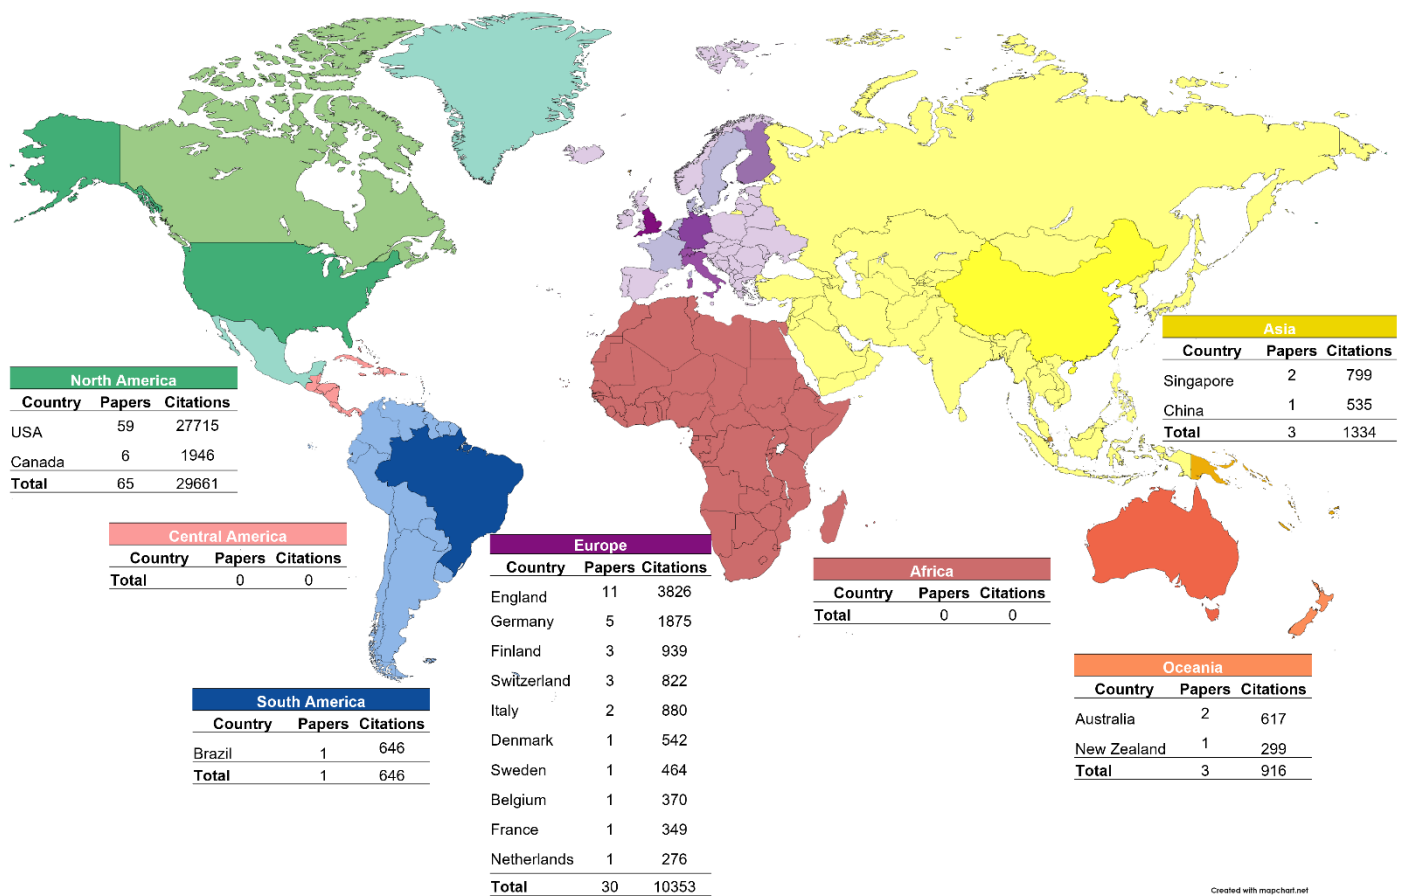 North America
Country Papers Citations
USA 59 27715
Canada 6 1946
Total 65 29661
Central America
Country Papers Citations
Total 0 0
South America
Country Papers Citations
Brazil 1 646
Total 1 646
Europe
Country Papers Citations
England 11 3826
Germany 5 1875
Finland 3 939
Switzerland 3 822
Italy 2 880
Denmark 1 542
Sweden 1 464
Belgium 1 370
France 1 349
Netherlands 1 276
Total 30 10353
Africa
Country Papers Citations
Total 0 0
Asia
Country Papers Citations
Singapore 2 799
China 1 535
Total 3 1334
Oceania
Country Papers Citations
Australia 2 617
New Zealand 1 299
Total 3 916
Created with mapchart.net